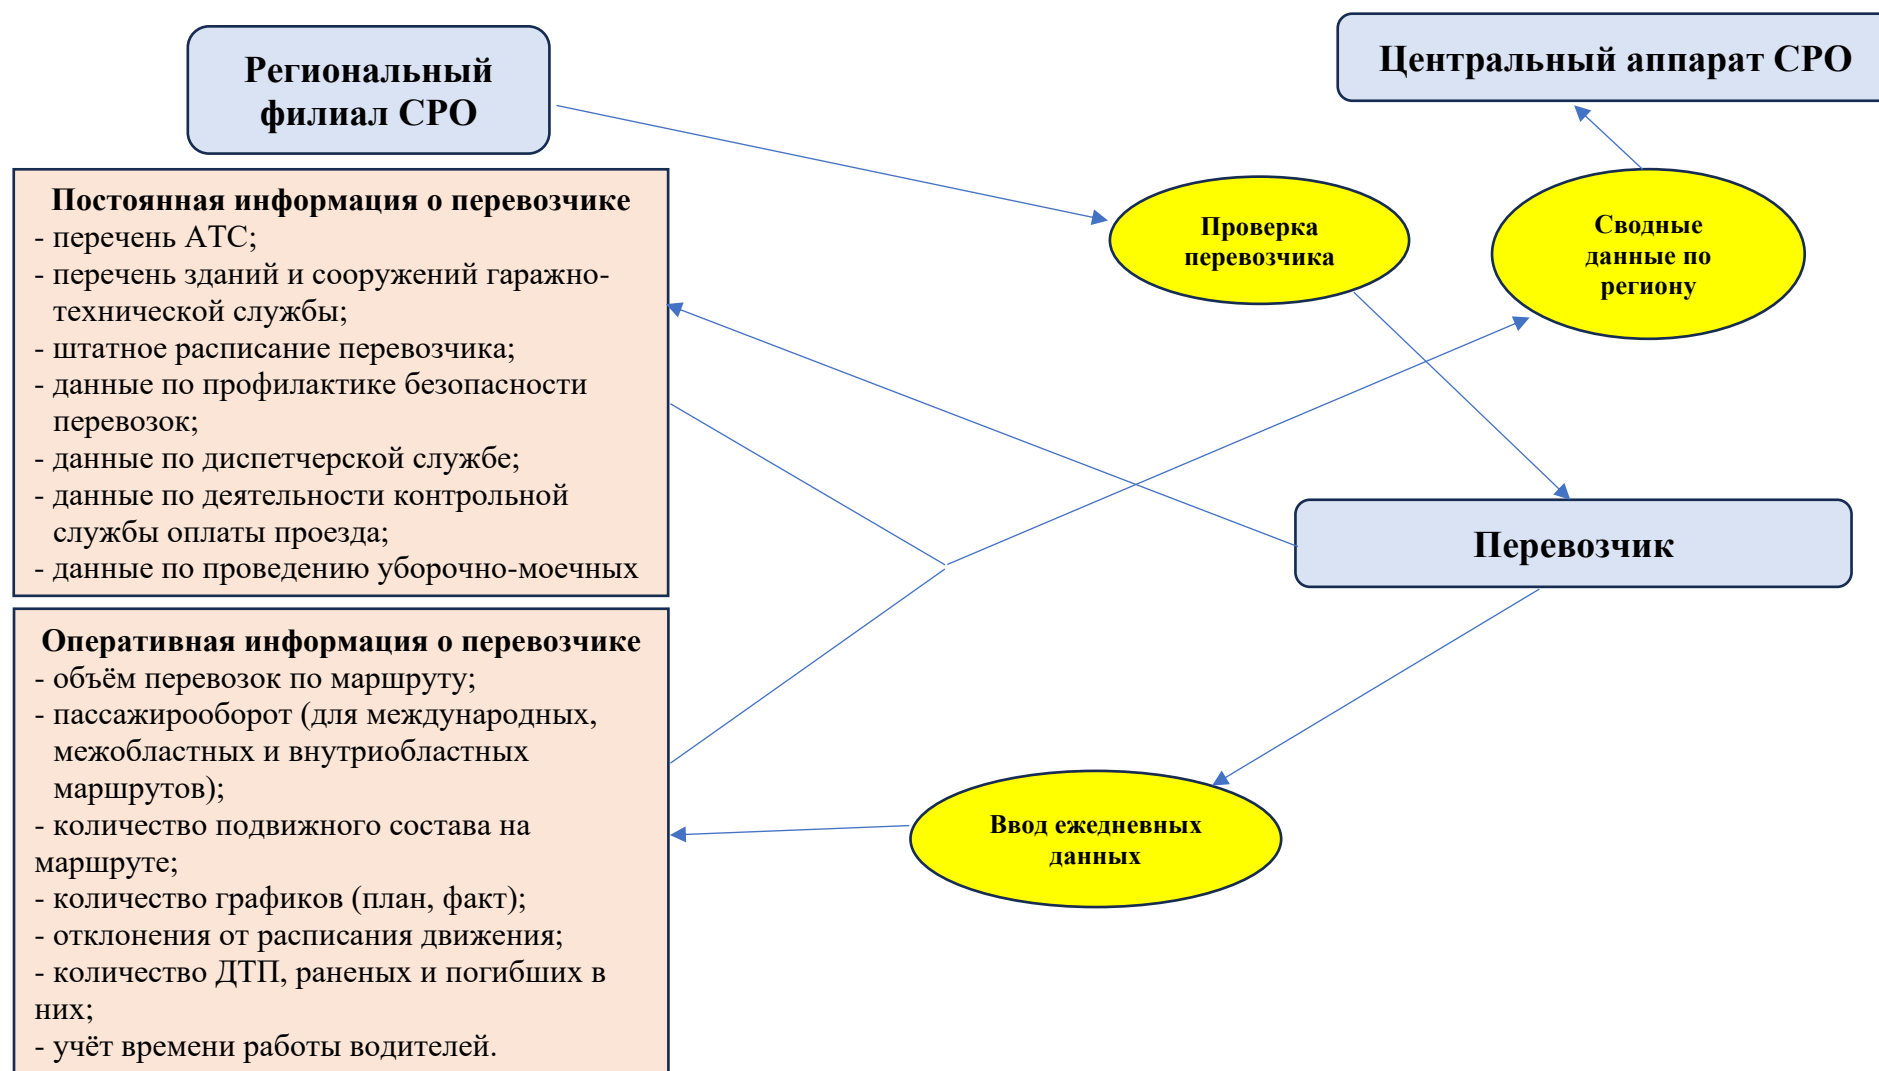 Региональный
филиал СРО
Центральный аппарат СРО
Постоянная информация о перевозчике
- перечень АТС;
- перечень зданий и сооружений гаражно-
технической службы;
- штатное расписание перевозчика;
- данные по профилактике безопасности
перевозок;
- данные по диспетчерской службе;
- данные по деятельности контрольной
службы оплаты проезда;
- данные по проведению уборочно-моечных
Проверка
перевозчика
Сводные
данные по
региону
Перевозчик
Оперативная информация о перевозчике
- объём перевозок по маршруту;
- пассажирооборот (для международных,
межобластных и внутриобластных
маршрутов);
- количество подвижного состава на
маршруте;
- количество графиков (план, факт);
- отклонения от расписания движения;
- количество ДТП, раненых и погибших в
них;
- учёт времени работы водителей.
Ввод ежедневных
данных